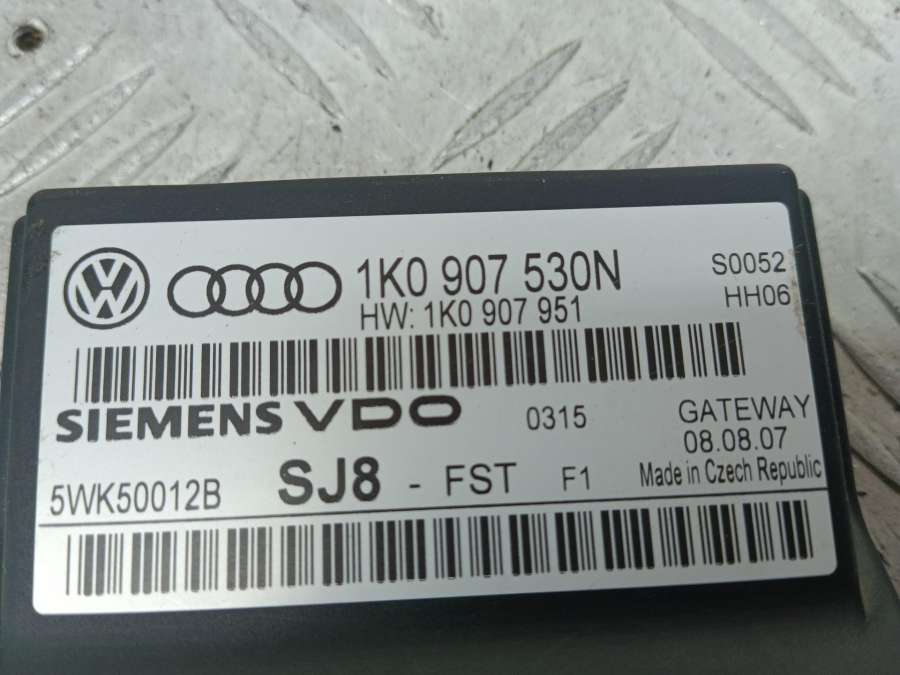 1K0 907 530N S0052
HW: 1K0 907 951 HH06
SIEMENS VDO 0315 GATEWAY
08.08.07
5WK50012B SJ8 - FST F1 Made in Czech Republic